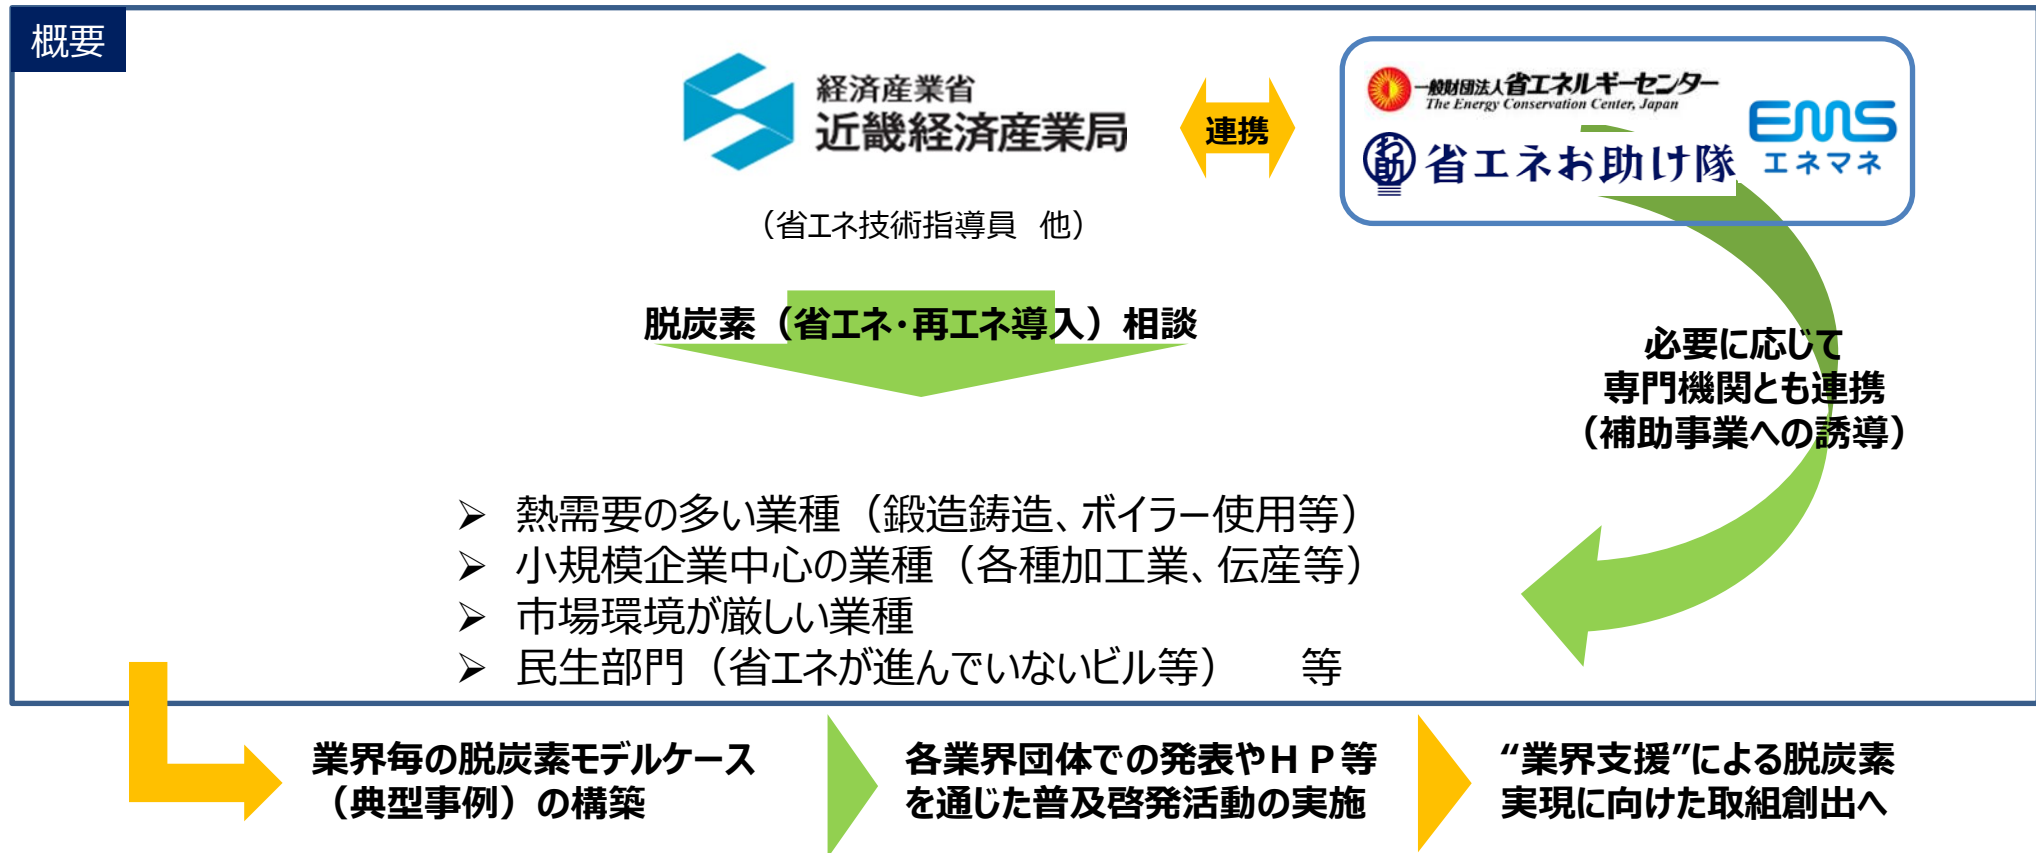 概要
経済産業省
近畿経済産業局
(省エネ技術指導員 他)
連携
一般財団法人省エネルギーセンター
The Energy Conservation Center, Japan
お助
省エネお助け隊
EMS
エネマネ
脱炭素（省エネ・再エネ導入）相談
必要に応じて
専門機関とも連携
（補助事業への誘導）
➢ 熱需要の多い業種（鍛造鋳造、ボイラー使用等）
➢ 小規模企業中心の業種（各種加工業、伝産等）
➢ 市場環境が厳しい業種
➢ 民生部門（省エネが進んでいないビル等） 等
業界毎の脱炭素モデルケース
（典型事例）の構築
各業界団体での発表やＨＰ等
を通じた普及啓発活動の実施
“業界支援”による脱炭素
実現に向けた取組創出へ